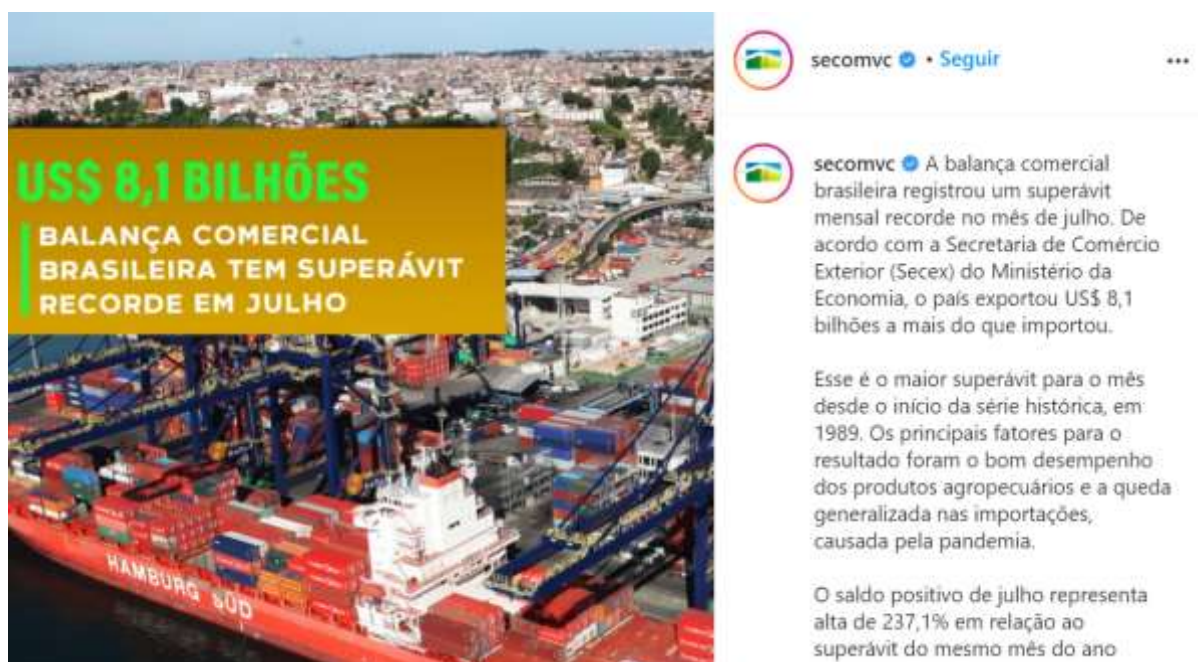 US$ 8,1 BILHÕES
BALANÇA COMERCIAL
BRASILEIRA TEM SUPERÁVIT
RECORDE EM JULHO
HAMBURG SÜD
secomvc • Seguir
secomvc A balança comercial
brasileira registrou um superávit
mensal recorde no mês de julho. De
acordo com a Secretaria de Comércio
Exterior (Secex) do Ministério da
Economia, o país exportou US$ 8,1
bilhões a mais do que importou.
Esse é o maior superávit para o mês
desde o início da série histórica, em
1989. Os principais fatores para o
resultado foram o bom desempenho
dos produtos agropecuários e a queda
generalizada nas importações,
causada pela pandemia.
O saldo positivo de julho representa
alta de 237,1% em relação ao
superávit do mesmo mês do ano